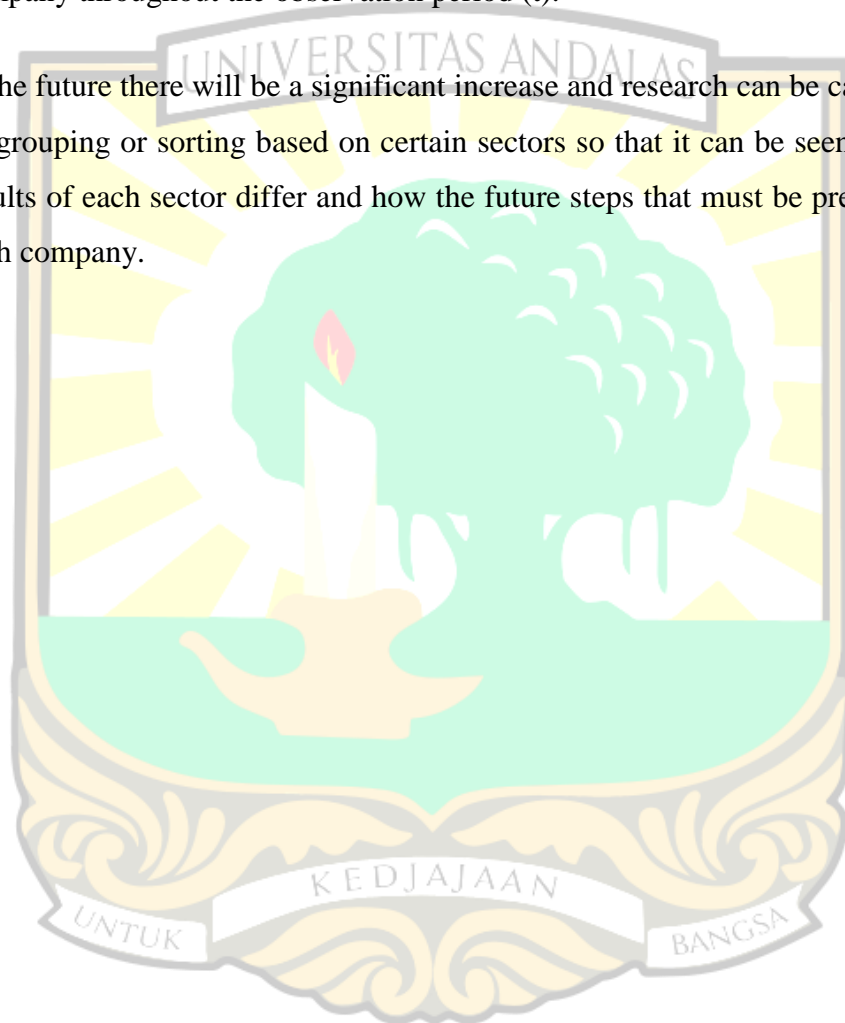 throughout the observation period (t).
UNIVERSITAS ANDALAS
he future there will be a significant increase and research can be ca
grouping or sorting based on certain sectors so that it can be seen
ults of each sector differ and how the future steps that must be pre
h company.
KEDJAJAAN
UNTUK
BANGSA